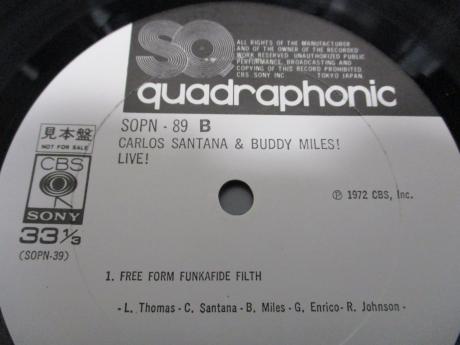 SQ
ALL RIGHTS OF THE MANUFACTURER
AND OF THE OWNER OF THE RECORDED
WORK RESERVED UNAUTHORIZED PUBLIC
PERFORMANCE, BROADCASTING AND
COPYING OF THIS RECORD PROHIBITED
CBS SONY INC TOKYO JAPAN
quadraphonic
SOPN - 89 B
CARLOS SANTANA & BUDDY MILES!
LIVE!
見本盤
NOT FOR SALE
CBS
SONY
33 1/3
(SOPN-39)
Ⓟ 1972 CBS, Inc.
1. FREE FORM FUNKAFIDE FILTH
- L. Thomas- C. Santana - B. Miles - G. Enrico- R. Johnson -